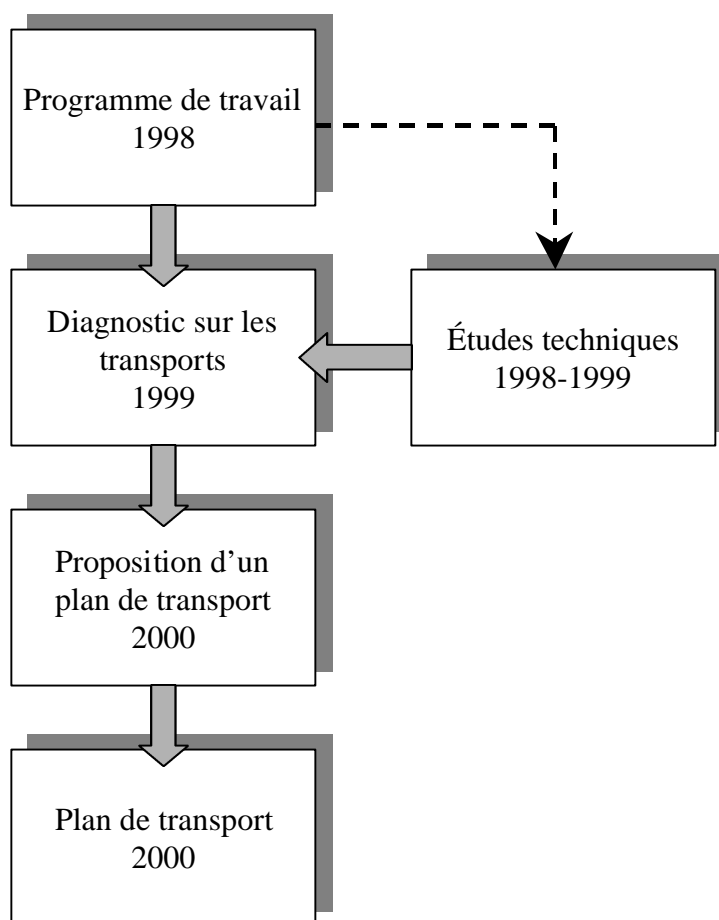 Programme de travail
1998
Diagnostic sur les
transports
1999
Études techniques
1998-1999
Proposition d'un
plan de transport
2000
Plan de transport
2000